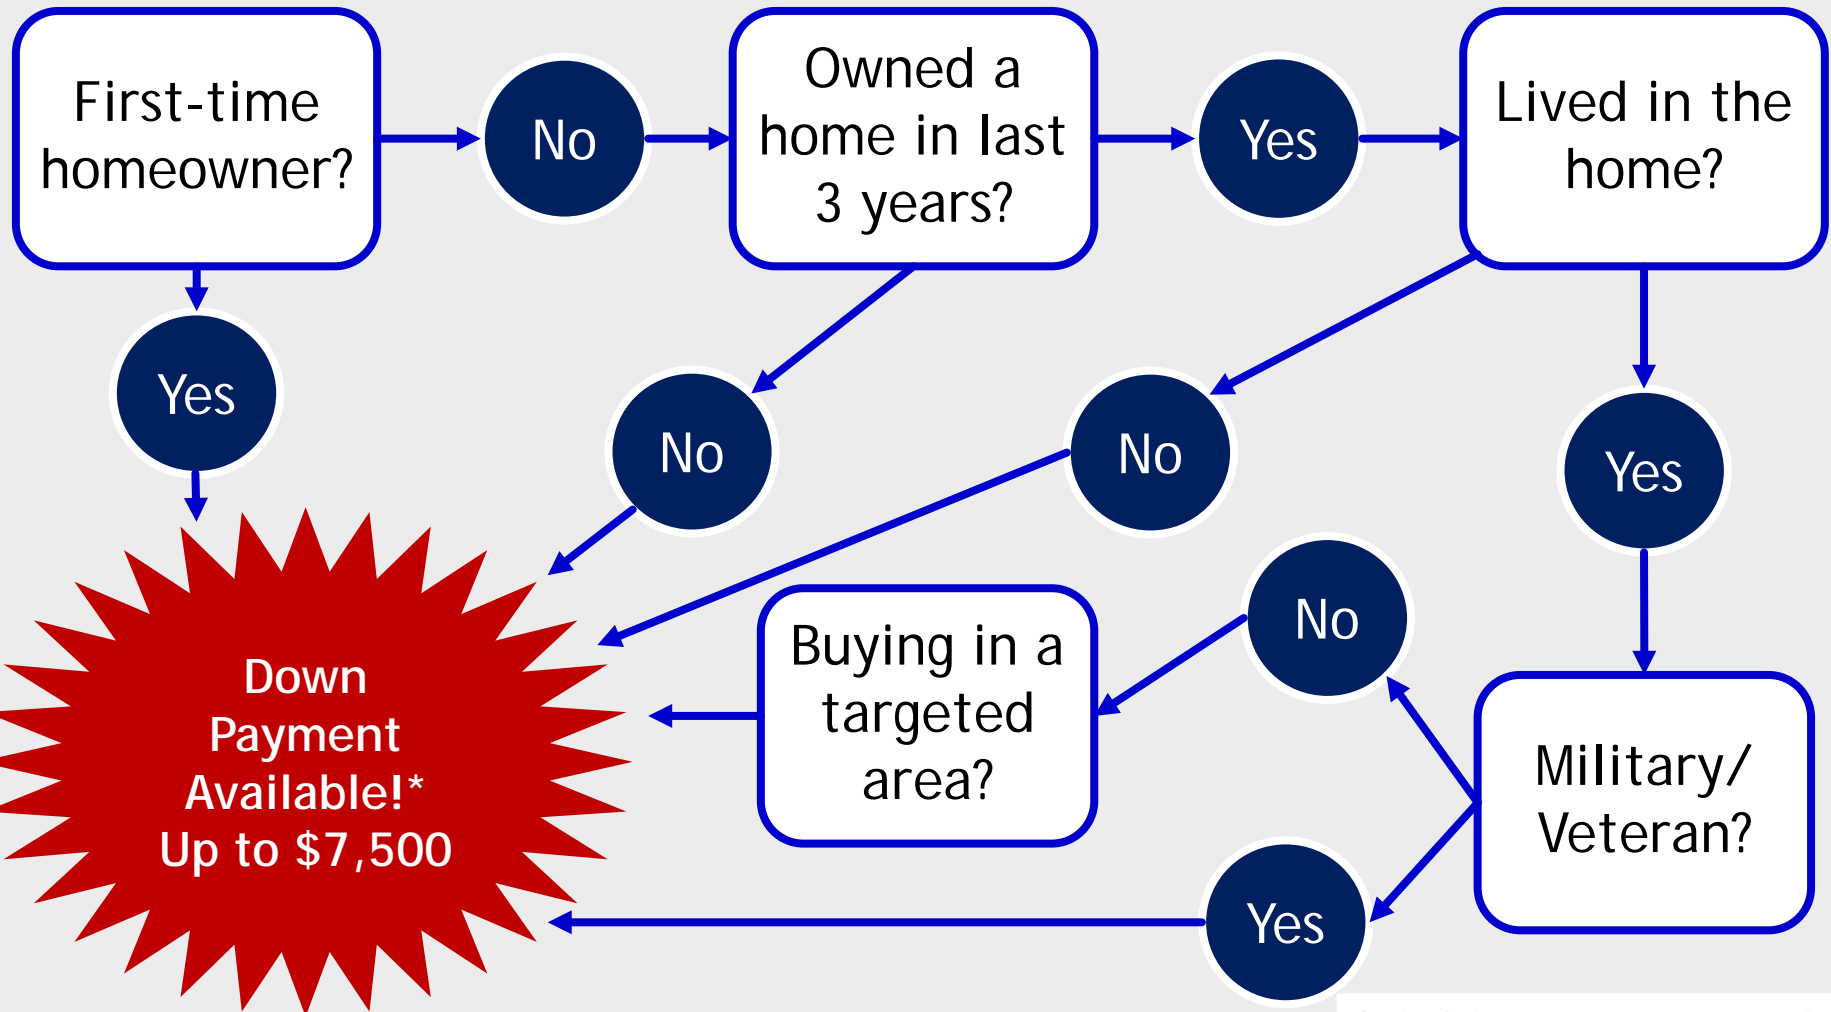 First-time
homeowner?
No
Owned a
home in last
3 years?
Yes
Lived in the
home?
Yes
No
No
Yes
Down
Payment
Available!*
Up to $7,500
Buying in a
targeted
area?
No
Military/
Veteran?
Yes